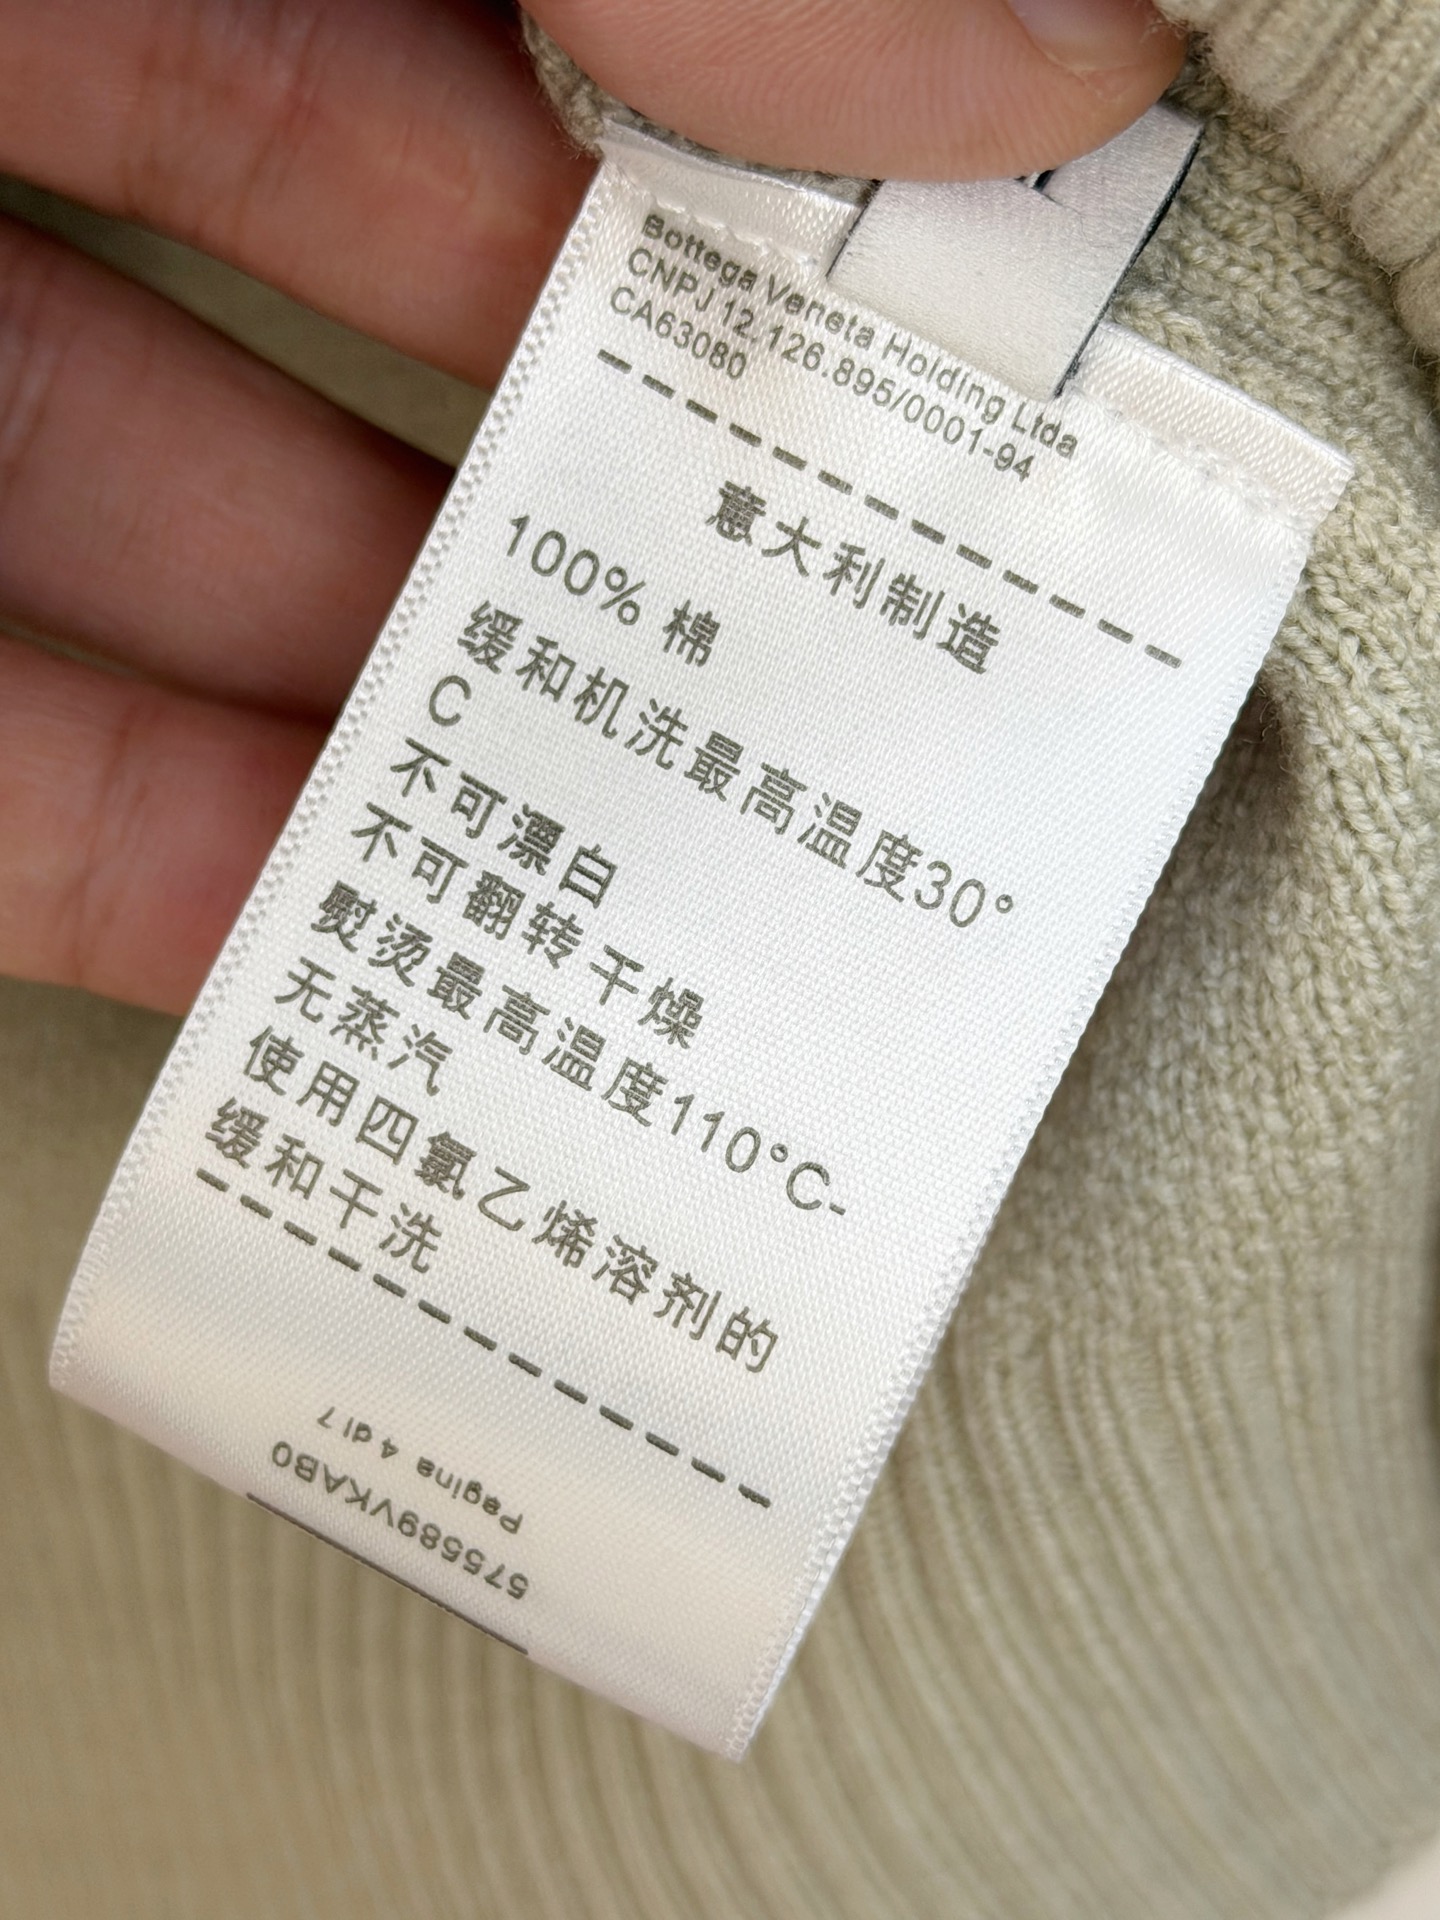 Bottega Veneta Holding Ltda
CNPJ 12.126.895/0001-94
CA63080
意大利制造
100% 棉
缓和机洗最高温度30°
C
不可漂白
不可翻转干燥
熨烫最高温度110°C-
无蒸汽
使用四氯乙烯溶剂的
缓和干洗
575589VKAB0
Pagina 4 di 7